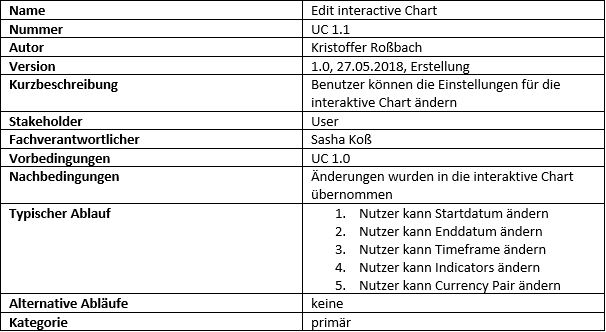 Name Edit interactive Chart
Nummer UC 1.1
Autor Kristoffer Roßbach
Version 1.0, 27.05.2018, Erstellung
Kurzbeschreibung Benutzer können die Einstellungen für die
interaktive Chart ändern
Stakeholder User
Fachverantwortlicher Sasha Koß
Vorbedingungen UC 1.0
Nachbedingungen Änderungen wurden in die interaktive Chart
übernommen
Typischer Ablauf 1. Nutzer kann Startdatum ändern
2. Nutzer kann Enddatum ändern
3. Nutzer kann Timeframe ändern
4. Nutzer kann Indicators ändern
5. Nutzer kann Currency Pair ändern
Alternative Abläufe keine
Kategorie primär